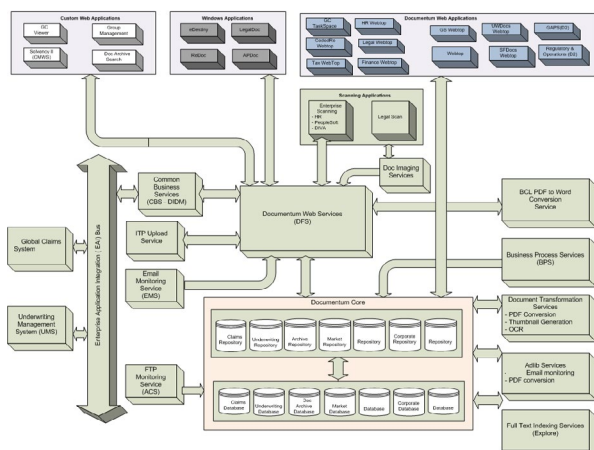 Custom Web Applications
GC
Viewer
Group
Management
Solvency II
(CMWS)
Doc Archive
Search
Windows Applications
eDestiny
LegalDoc
ReDoc
APDoc
Documentum Web Applications
GC
TaskSpace
HR Webtop
GS Webtop
UWDocs
Webtop
Webtop
Legal Webtop
Tax WebTop
Finance Webtop
Webtop
SFDocs
Webtop
Regulatory &
Operations
Scanning Applications
Enterprise
Scanning
- HR
- PeopleSoft
- DIVA
Legal Scan
Doc Imaging
Services
Enterprise Application Integration (EAI) Bus
Common
Business
Services
(CBS DIDM)
Documentum Web Services
(DFS)
BCL PDF to Word
Conversion
Service
Global Claims
System
ITP Upload
Service
Business Process Services
(BPS)
Email
Monitoring
Service
(EMS)
Underwriting
Management
System (UMS)
Documentum Core
Claims
Repository
Underwriting
Repository
Archive
Repository
Market
Repository
Repository
Corporate
Repository
Repository
Document Transformation
Services
- PDF Conversion
- Thumbnail Generation
- OCR
FTP
Monitoring
Service
(ACS)
Claims
Database
Underwriting
Database
Doc
Archive
Database
Market
Database
Database
Corporate
Database
Database
Adlib Services
- Email monitoring
- PDF conversion
Full Text Indexing Services
(Explore)